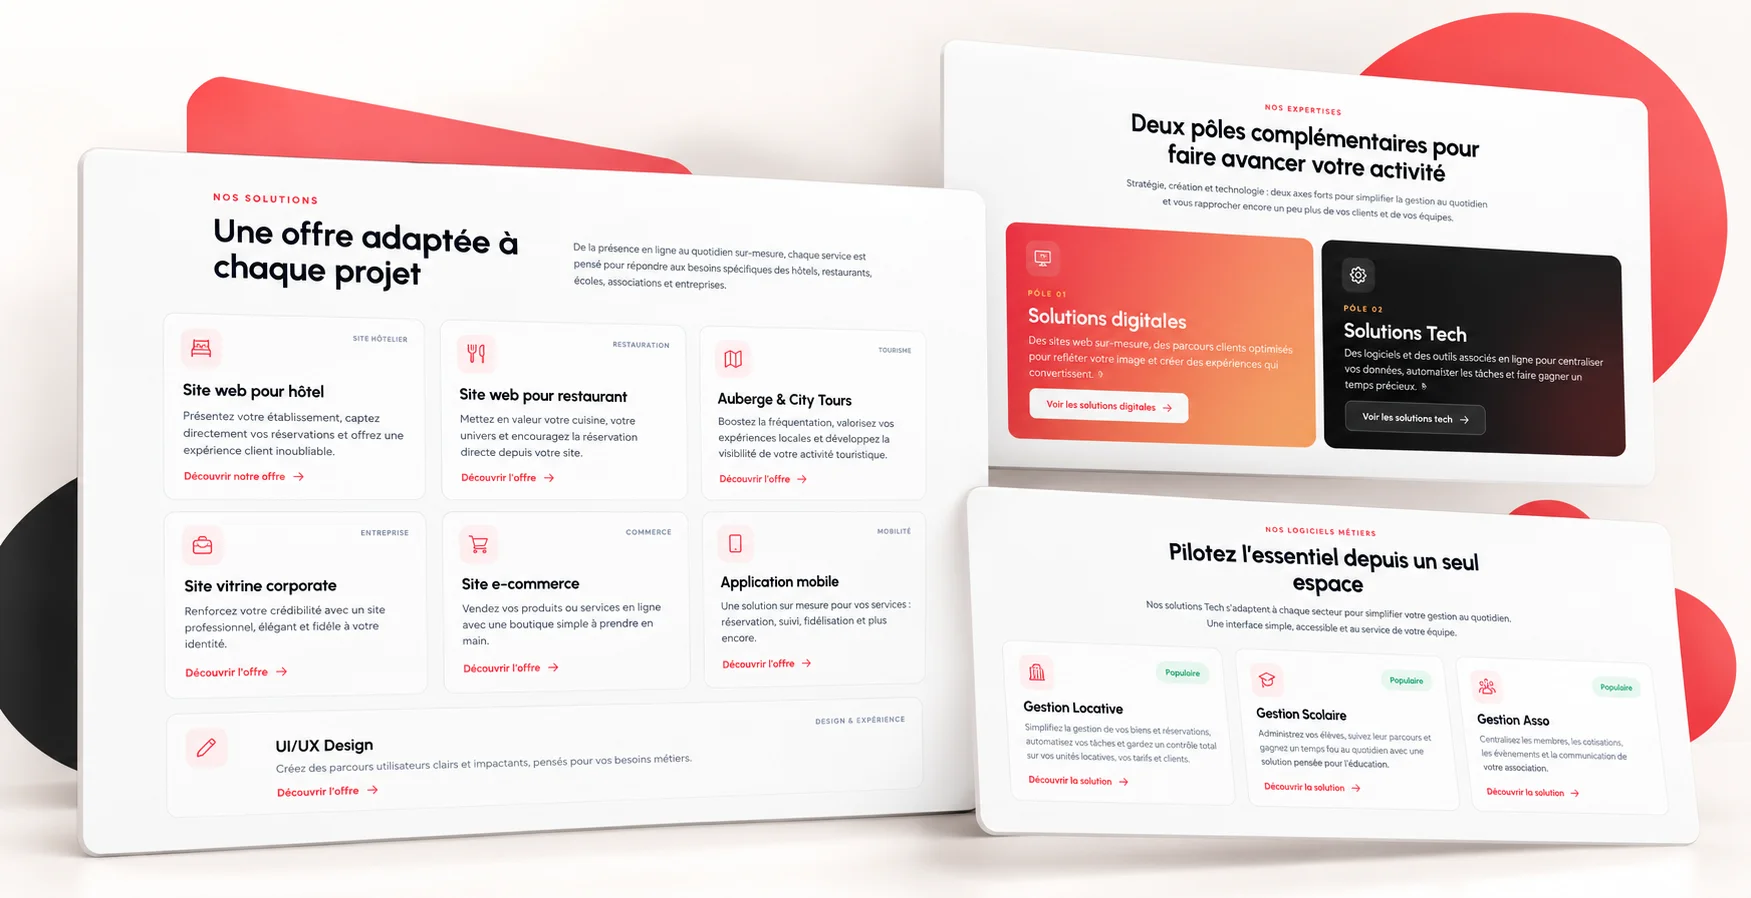 NOS SOLUTIONS
Une offre adaptée à
chaque projet
De la présence en ligne au quotidien sur-mesure, chaque service est
pensé pour répondre aux besoins spécifiques des hôtels, restaurants,
écoles, associations et entreprises.
SITE HÔTELIER
Site web pour hôtel
Présentez votre établissement, captez
directement vos réservations et offrez une
expérience client inoubliable.
Découvrir notre offre →
RESTAURATION
Site web pour restaurant
Mettez en valeur votre cuisine, votre
univers et encouragez la réservation
directe depuis votre site.
Découvrir l'offre →
TOURISME
Auberge & City Tours
Boostez la fréquentation, valorisez vos
expériences locales et développez la
visibilité de votre activité touristique.
Découvrir l'offre →
ENTREPRISE
Site vitrine corporate
Renforcez votre crédibilité avec un site
professionnel, élégant et fidèle à votre
identité.
Découvrir l'offre →
COMMERCE
Site e-commerce
Vendez vos produits ou services en ligne
avec une boutique simple à prendre en
main.
Découvrir l'offre →
MOBILITÉ
Application mobile
Une solution sur mesure pour vos services :
réservation, suivi, fidélisation et plus
encore.
Découvrir l'offre →
DESIGN & EXPÉRIENCE
UI/UX Design
Créez des parcours utilisateurs clairs et impactants, pensés pour vos besoins métiers.
Découvrir l'offre →
NOS EXPERTISES
Deux pôles complémentaires pour
faire avancer votre activité
Stratégie, création et technologie : deux axes forts pour simplifier la gestion au quotidien
et vous rapprocher encore un peu plus de vos clients et de vos équipes.
PÔLE 01
Solutions digitales
Des sites web sur-mesure, des parcours clients optimisés
pour refléter votre image et créer des expériences qui
convertissent.
Voir les solutions digitales →
PÔLE 02
Solutions Tech
Des logiciels et des outils associés en ligne pour centraliser
vos données, automatister les tâches et faire gagner un
temps précieux.
Voir les solutions tech →
NOS LOGICIELS MÉTIERS
Pilotez l'essentiel depuis un seul
espace
Nos solutions Tech s'adaptent à chaque secteur pour simplifier votre gestion au quotidien.
Une interface simple, accessible et au service de votre équipe.
Populaire
Gestion Locative
Simplifiez la gestion de vos biens et réservations,
automatisez vos tâches et gardez un contrôle total
sur vos unités locatives, vos tarifs et clients.
Découvrir la solution →
Populaire
Gestion Scolaire
Administrez vos élèves, suivez leur parcours et
gagnez un temps fou au quotidien avec une
solution pensée pour l'éducation.
Découvrir la solution →
Populaire
Gestion Asso
Centralisez les membres, les cotisations,
les évènements et la communication de
votre association.
Découvrir la solution →